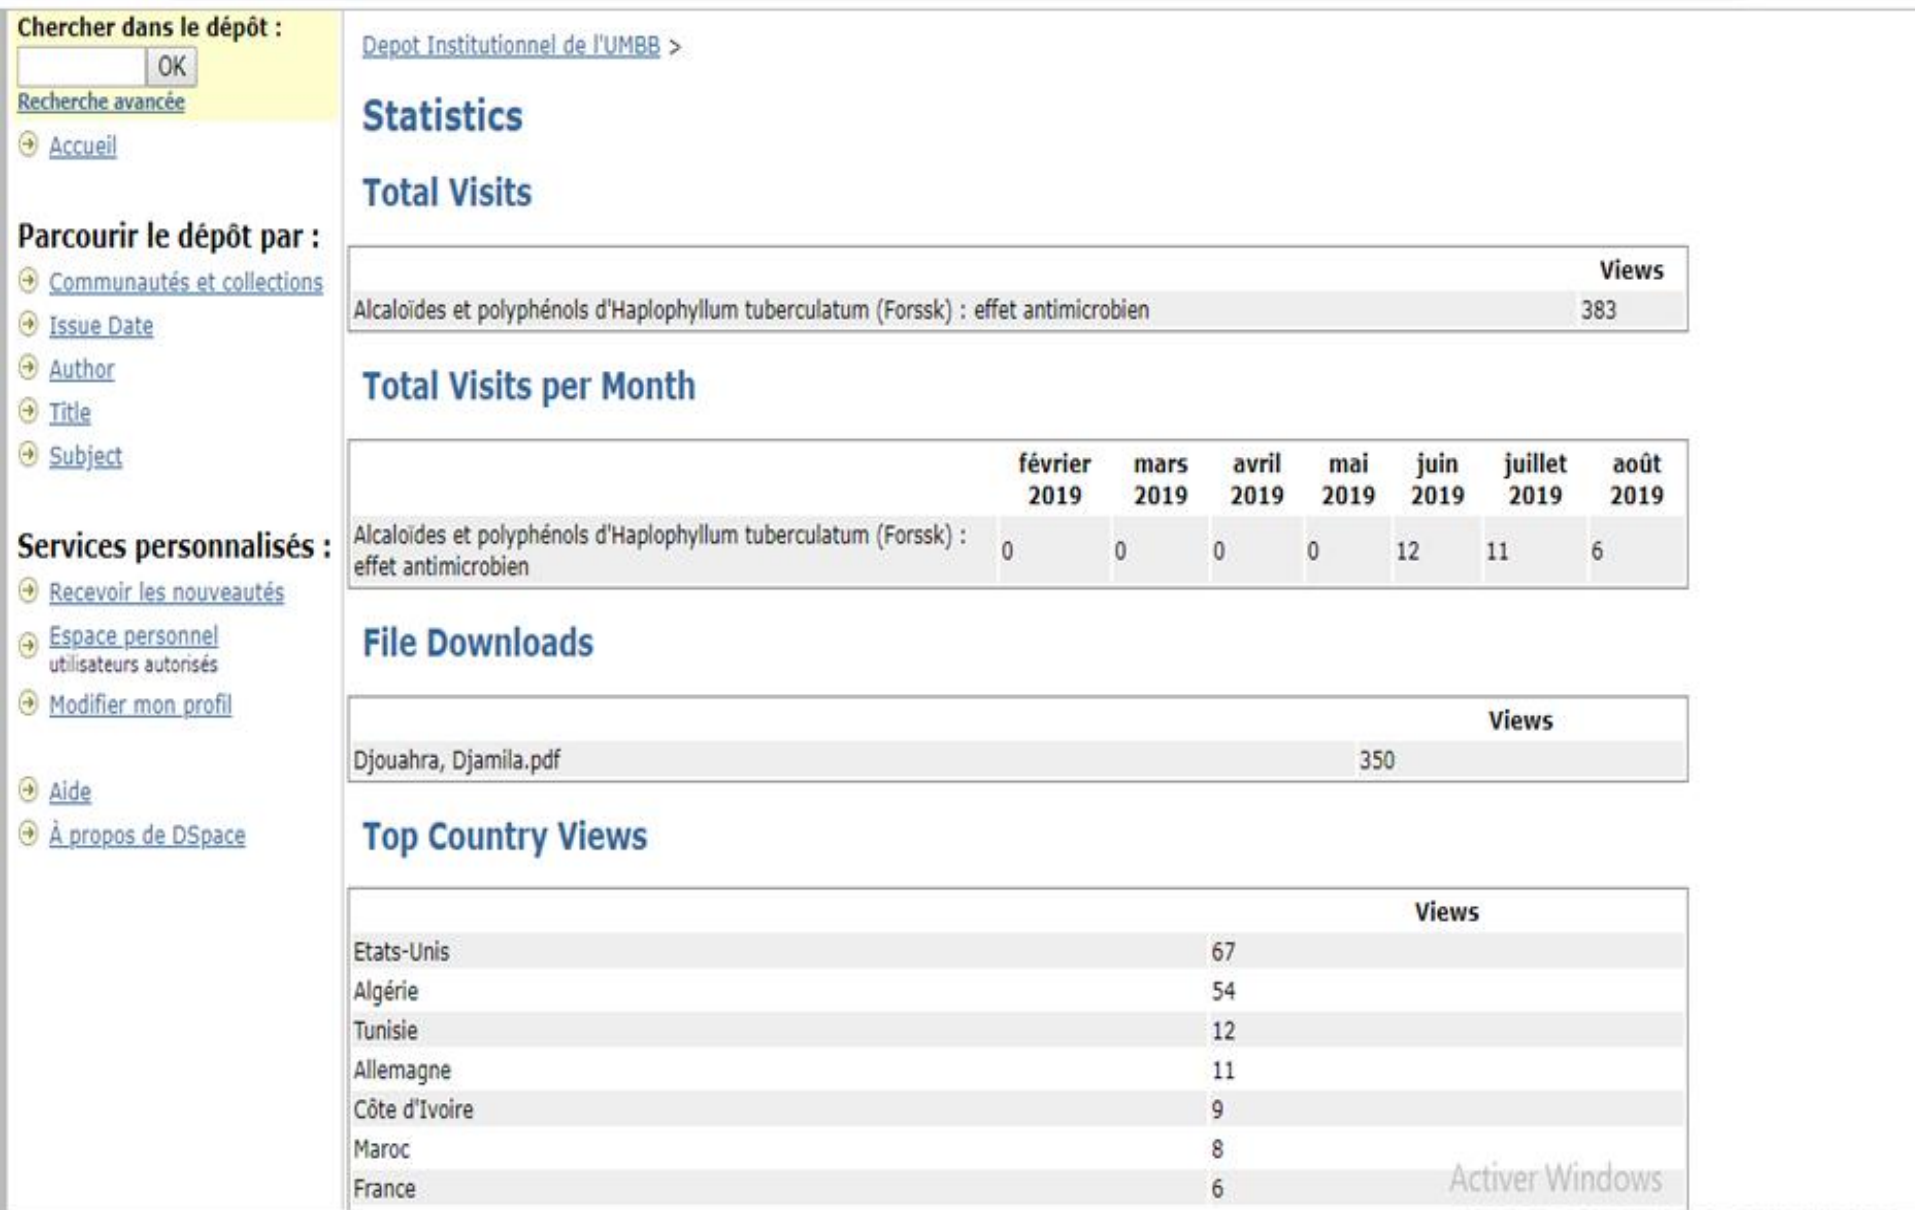 Chercher dans le dépôt :
OK
Recherche avancée
Accueil
Parcourir le dépôt par :
Communautés et collections
Issue Date
Author
Title
Subject
Services personnalisés :
Recevoir les nouveautés
Espace personnel
utilisateurs autorisés
Modifier mon profil
Aide
À propos de DSpace
Depot Institutionnel de l'UMBB >
Statistics
Total Visits
Views
Alcaloïdes et polyphénols d'Haplophyllum tuberculatum (Forssk) : effet antimicrobien 383
Total Visits per Month
février mars avril mai juin juillet août
2019 2019 2019 2019 2019 2019 2019
Alcaloïdes et polyphénols d'Haplophyllum tuberculatum (Forssk) :
effet antimicrobien
0 0 0 0 12 11 6
File Downloads
Views
Djouahra, Djamila.pdf 350
Top Country Views
Views
Etats-Unis 67
Algérie 54
Tunisie 12
Allemagne 11
Côte d'Ivoire 9
Maroc 8
France 6
Activer Windows